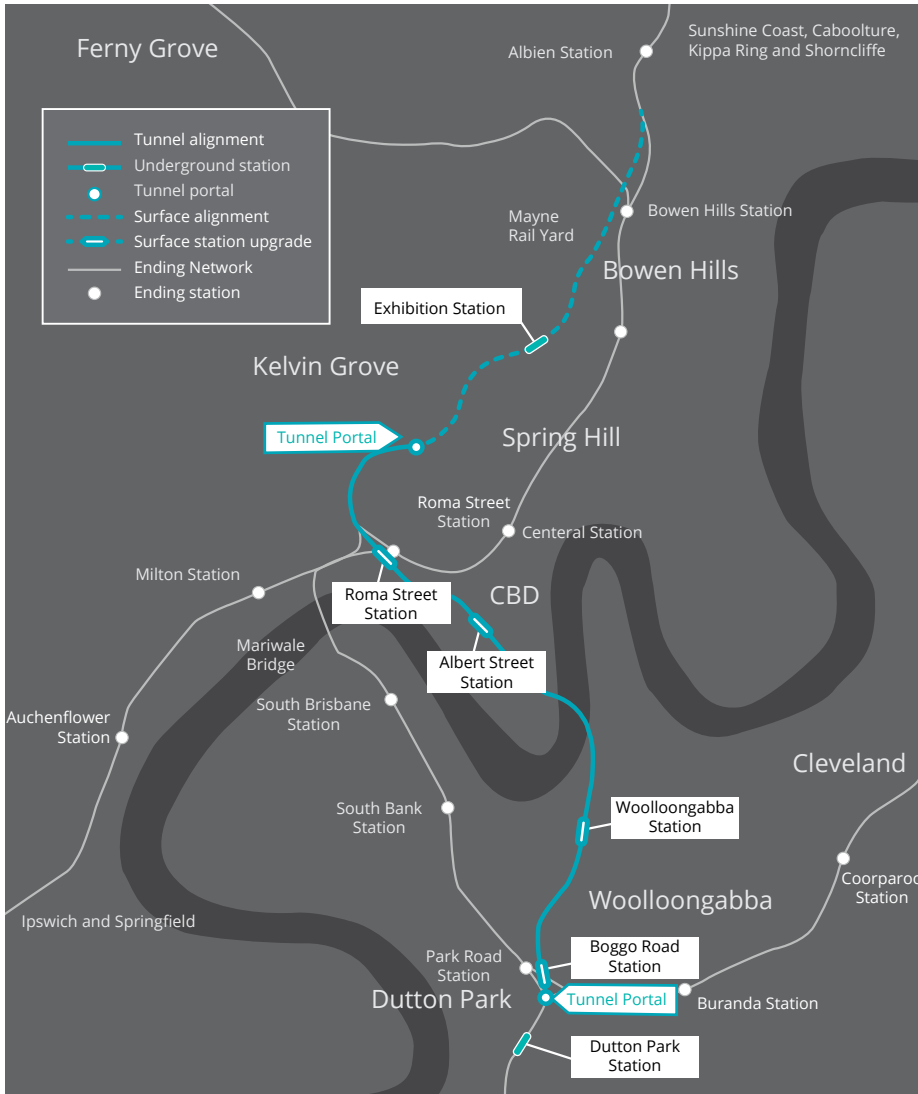 Sunshine Coast, Caboolture,
Kippa Ring and Shorncliffe
Ferny Grove
Albien Station
Tunnel alignment
Underground station
Tunnel portal
Surface alignment
Surface station upgrade
Ending Network
Ending station
Mayne
Rail Yard
Bowen Hills Station
Bowen Hills
Exhibition Station
Kelvin Grove
Tunnel Portal
Spring Hill
Roma Street
Station
Centeral Station
Milton Station
Roma Street
Station
CBD
Mariwale
Bridge
Albert Street
Station
South Brisbane
Station
Auchenflower
Station
Cleveland
South Bank
Station
Woolloongabba
Station
Coorparoo
Station
Ipswich and Springfield
Woolloongabba
Park Road
Station
Boggo Road
Station
Dutton Park
Tunnel Portal
Buranda Station
Dutton Park
Station